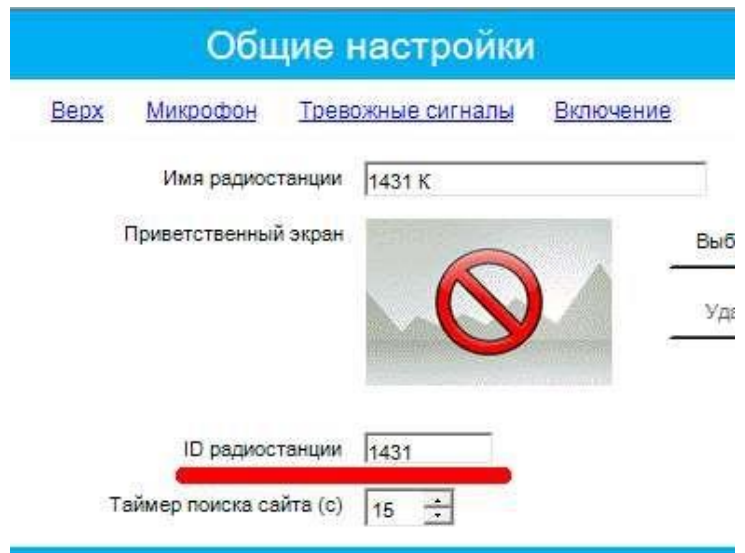 Общие настройки
Верх Микрофон Тревожные сигналы Включение
Имя радиостанции 1431 K
Приветственный экран
ID радиостанции 1431
Таймер поиска сайта (с) 15